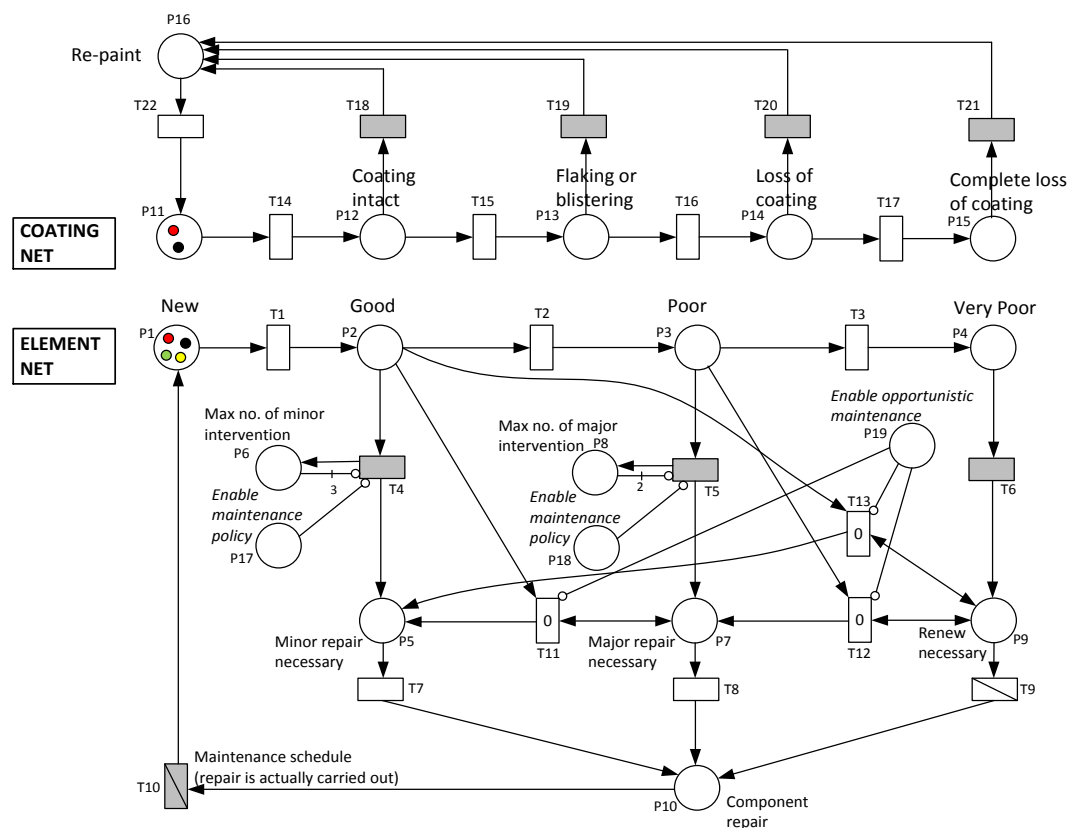 P16
Re-paint
T22
T18
T19
T20
T21
Coating
intact
Flaking or
blistering
Loss of
coating
Complete loss
of coating
P11
T14
P12
T15
P13
T16
P14
T17
P15
COATING
NET
New
Good
Poor
Very Poor
ELEMENT
NET
P1
T1
P2
T2
P3
T3
P4
Max no. of minor
intervention
P6
3
T4
Enable
maintenance
policy
P17
Max no. of major
intervention
P8
2
T5
Enable
maintenance
policy
P18
Enable opportunistic
maintenance
P19
T6
T13
0
Minor repair
necessary
P5
0
T11
Major repair
necessary
P7
0
T12
Renew
necessary
P9
T7
T8
T9
T10
Maintenance schedule
(repair is actually carried out)
P10
Component
repair